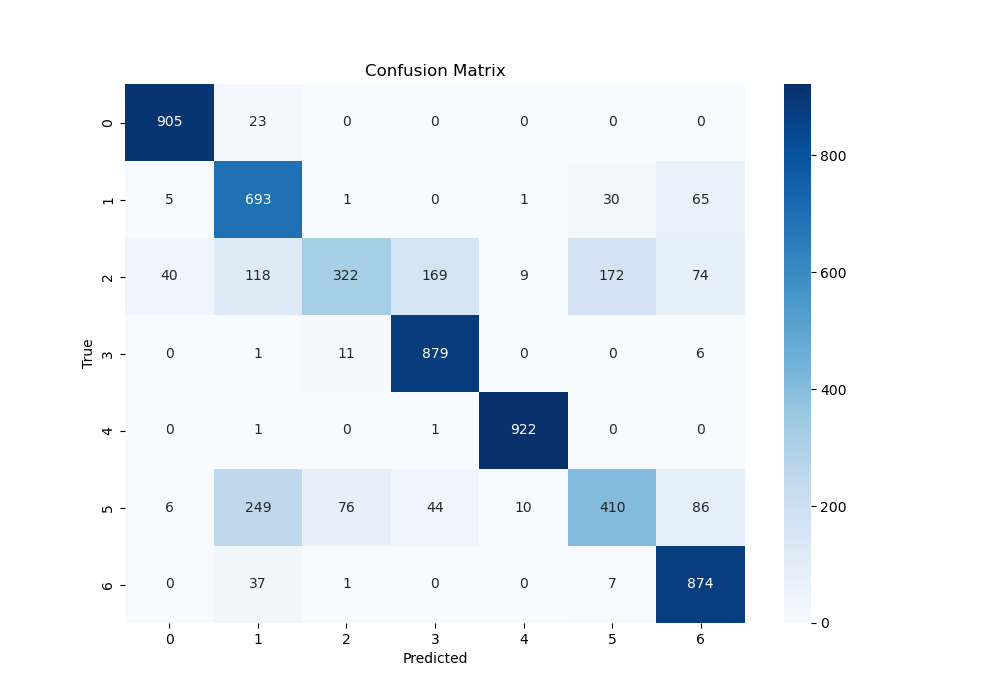 Confusion Matrix
0 905 23 0 0 0 0 0
1 5 693 1 0 1 30 65
2 40 118 322 169 9 172 74
3 0 1 11 879 0 0 6
4 0 1 0 1 922 0 0
5 6 249 76 44 10 410 86
6 0 37 1 0 0 7 874
0 1 2 3 4 5 6
True
Predicted
800
600
400
200
0